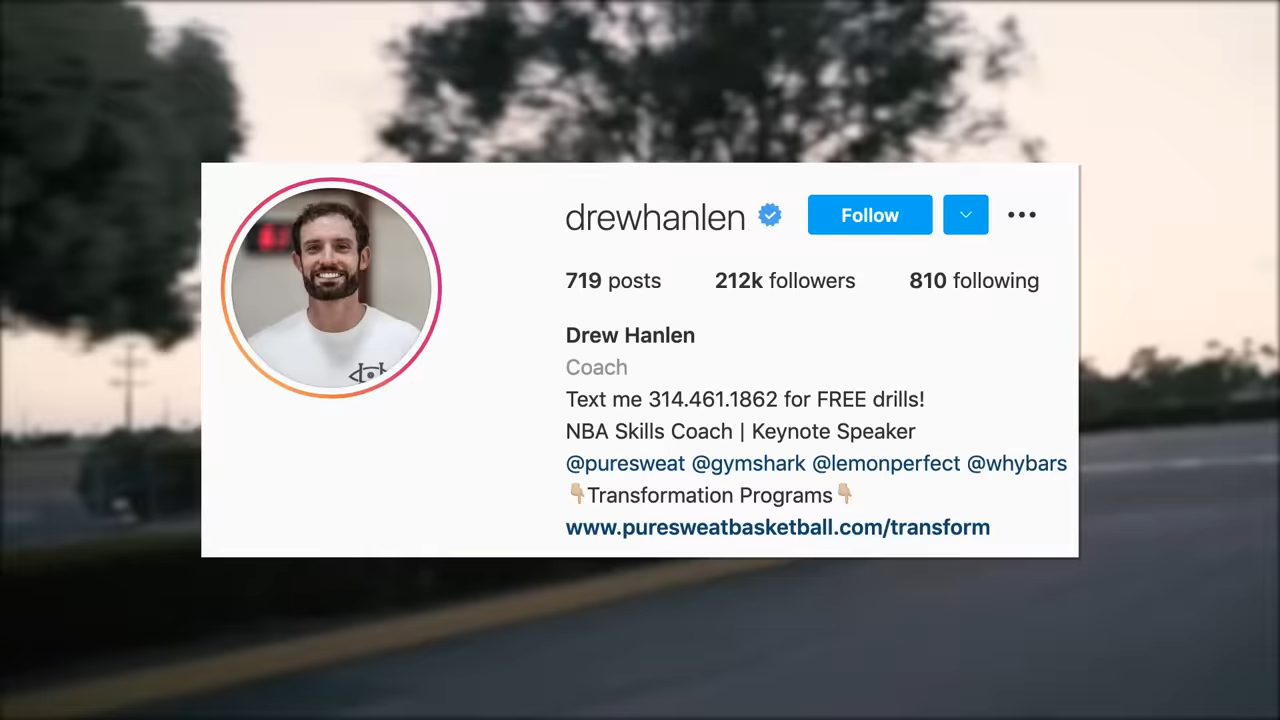 drewhanlen Follow
719 posts 212k followers 810 following
Drew Hanlen
Coach
Text me 314.461.1862 for FREE drills!
NBA Skills Coach | Keynote Speaker
@puresweat @gymshark @lemonperfect @whybars
👇🏼Transformation Programs👇🏼
www.puresweatbasketball.com/transform